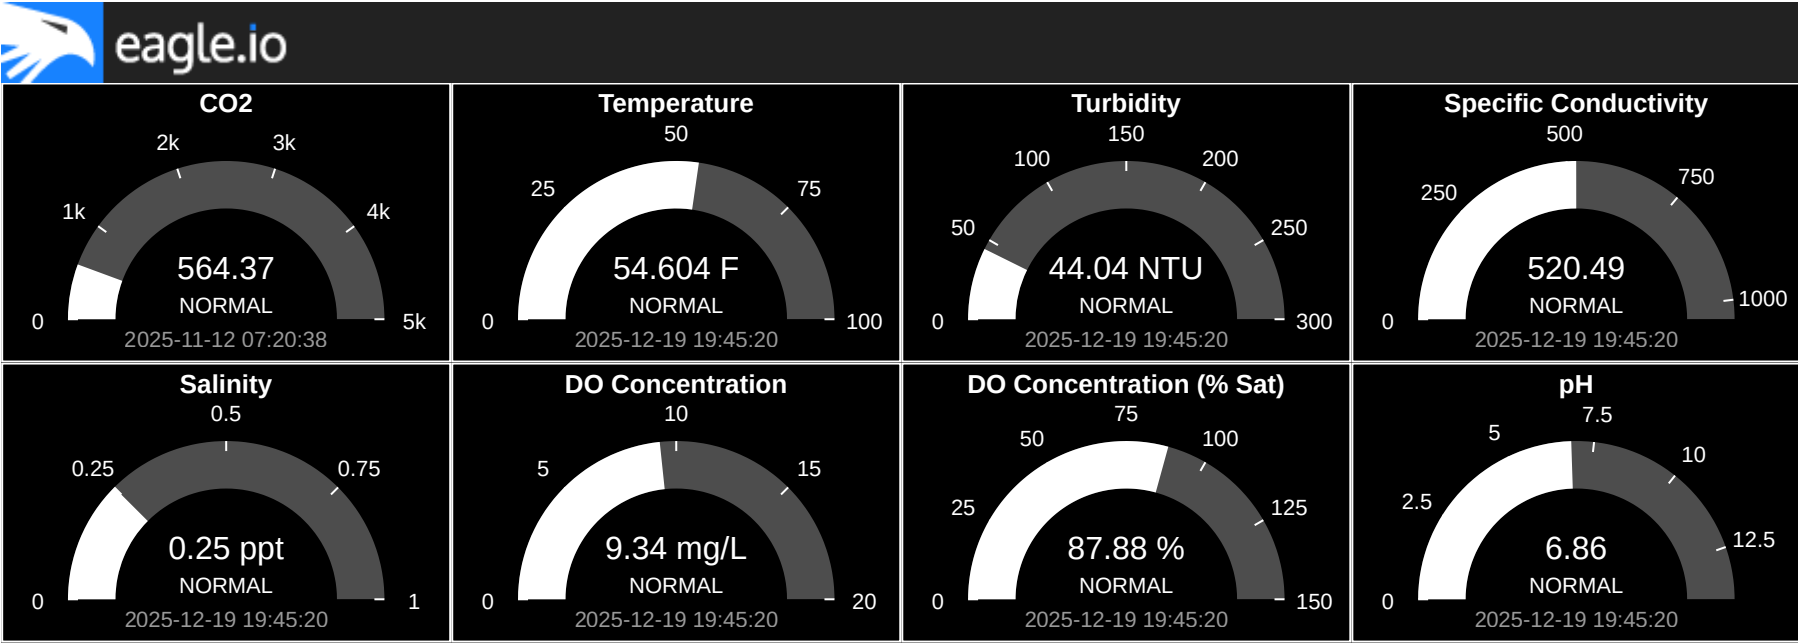 eagle.io
CO2
2k
3k
1k
4k
564.37
NORMAL
0
5k
2025-11-12 07:20:38
Temperature
50
25
75
54.604 F
NORMAL
0
100
2025-12-19 19:45:20
Turbidity
150
100
200
50
250
44.04 NTU
NORMAL
0
300
2025-12-19 19:45:20
Specific Conductivity
500
250
750
520.49
NORMAL
0
1000
2025-12-19 19:45:20
Salinity
0.5
0.25
0.75
0.25 ppt
NORMAL
0
1
2025-12-19 19:45:20
DO Concentration
10
5
15
9.34 mg/L
NORMAL
0
20
2025-12-19 19:45:20
DO Concentration (% Sat)
75
50
100
25
125
87.88 %
NORMAL
0
150
2025-12-19 19:45:20
pH
7.5
5
10
2.5
12.5
6.86
NORMAL
0
2025-12-19 19:45:20